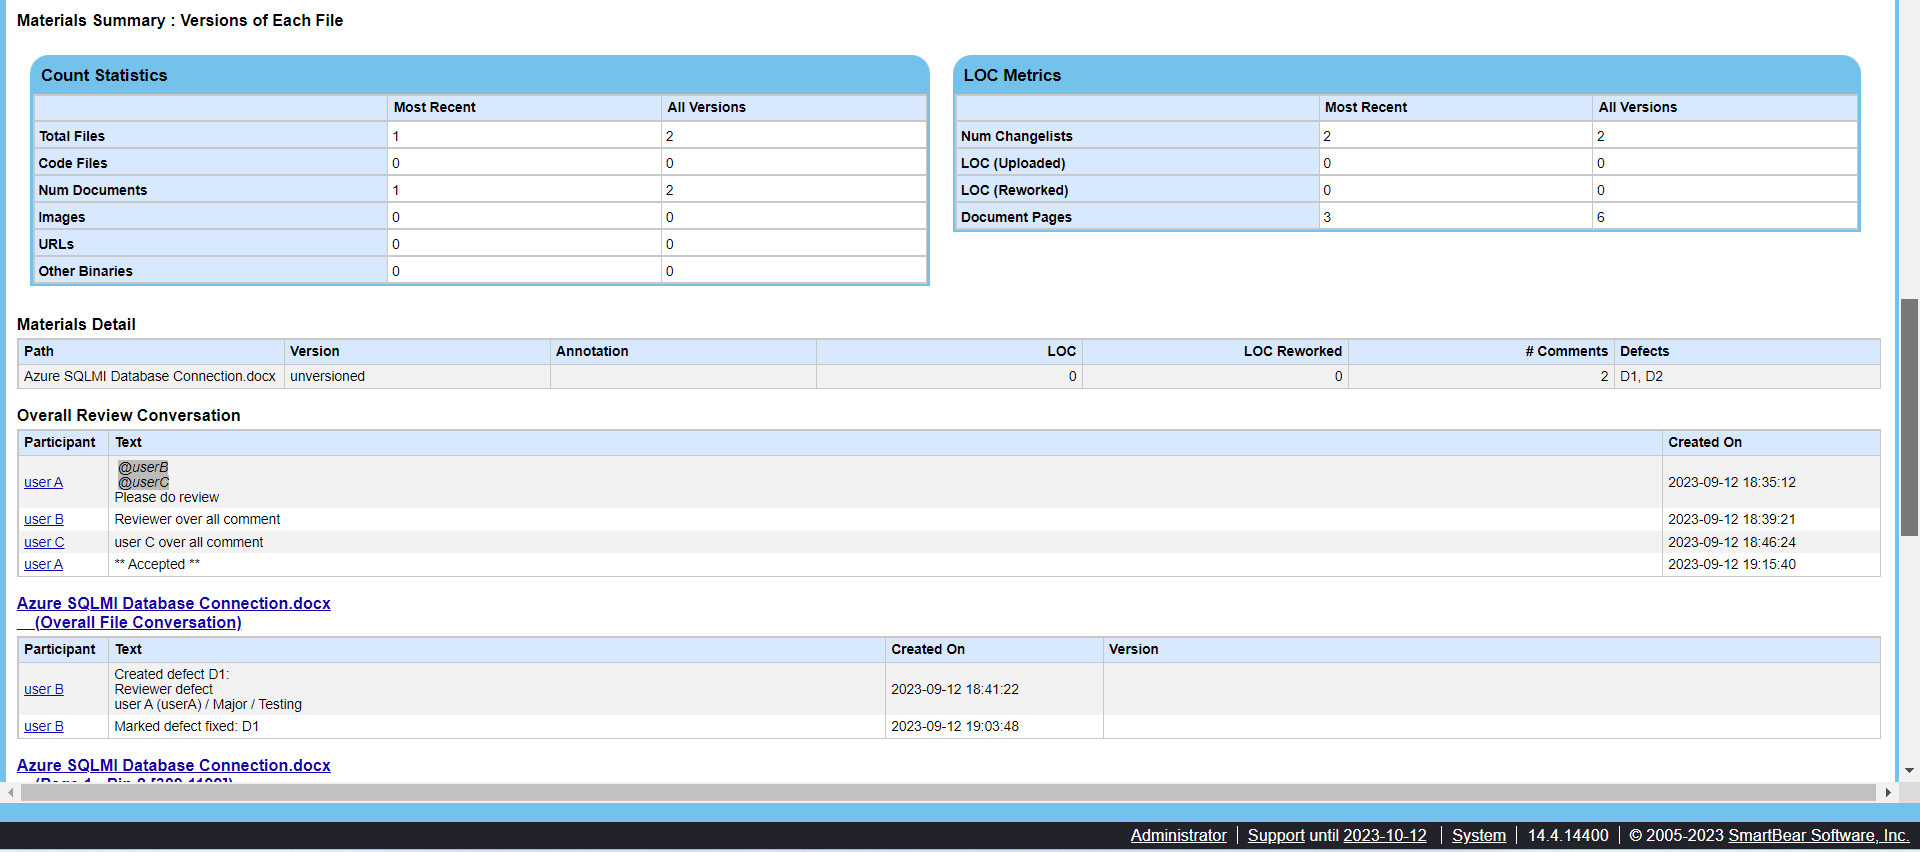 Materials Summary : Versions of Each File
Count Statistics
Most Recent All Versions
Total Files 1 2
Code Files 0 0
Num Documents 1 2
Images 0 0
URLs 0 0
Other Binaries 0 0
LOC Metrics
Most Recent All Versions
Num Changelists 2 2
LOC (Uploaded) 0 0
LOC (Reworked) 0 0
Document Pages 3 6
Materials Detail
Path Version Annotation LOC LOC Reworked # Comments Defects
Azure SQLMI Database Connection.docx unversioned 0 0 2 D1, D2
Overall Review Conversation
Participant Text Created On
@userB
@userC
user A Please do review 2023-09-12 18:35:12
user B Reviewer over all comment 2023-09-12 18:39:21
user C user C over all comment 2023-09-12 18:46:24
user A ** Accepted ** 2023-09-12 19:15:40
Azure SQLMI Database Connection.docx
(Overall File Conversation)
Participant Text Created On Version
Created defect D1:
user B Reviewer defect 2023-09-12 18:41:22
user A (userA) / Major / Testing
user B Marked defect fixed: D1 2023-09-12 19:03:48
Azure SQLMI Database Connection.docx
Administrator | Support until 2023-10-12 | System | 14.4.14400 | © 2005-2023 SmartBear Software, Inc.